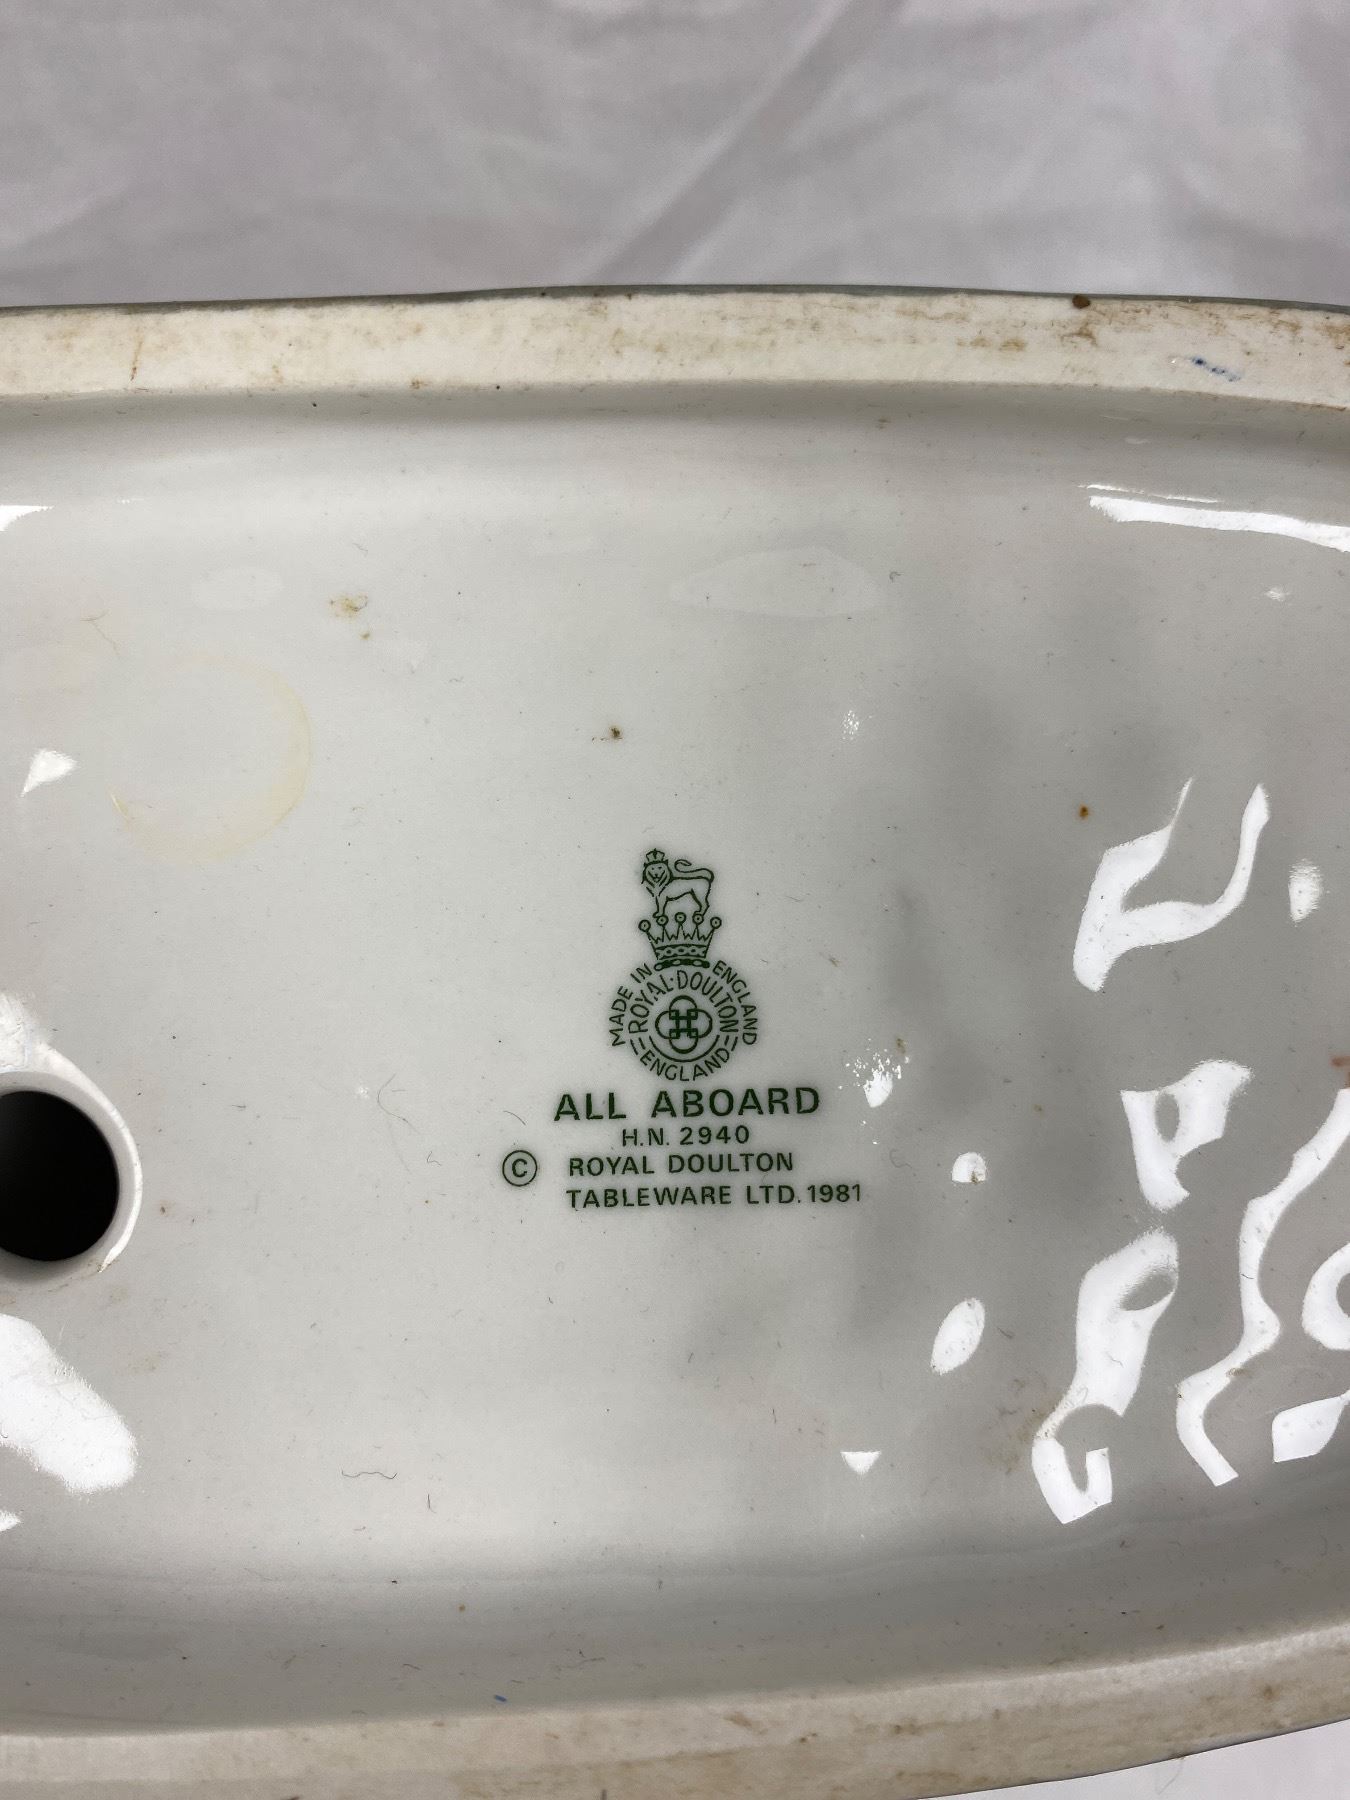 MADE IN ENGLAND
ROYAL·DOULTON
ENGLAND
ALL ABOARD
H.N. 2940
© ROYAL DOULTON
TABLEWARE LTD. 1981